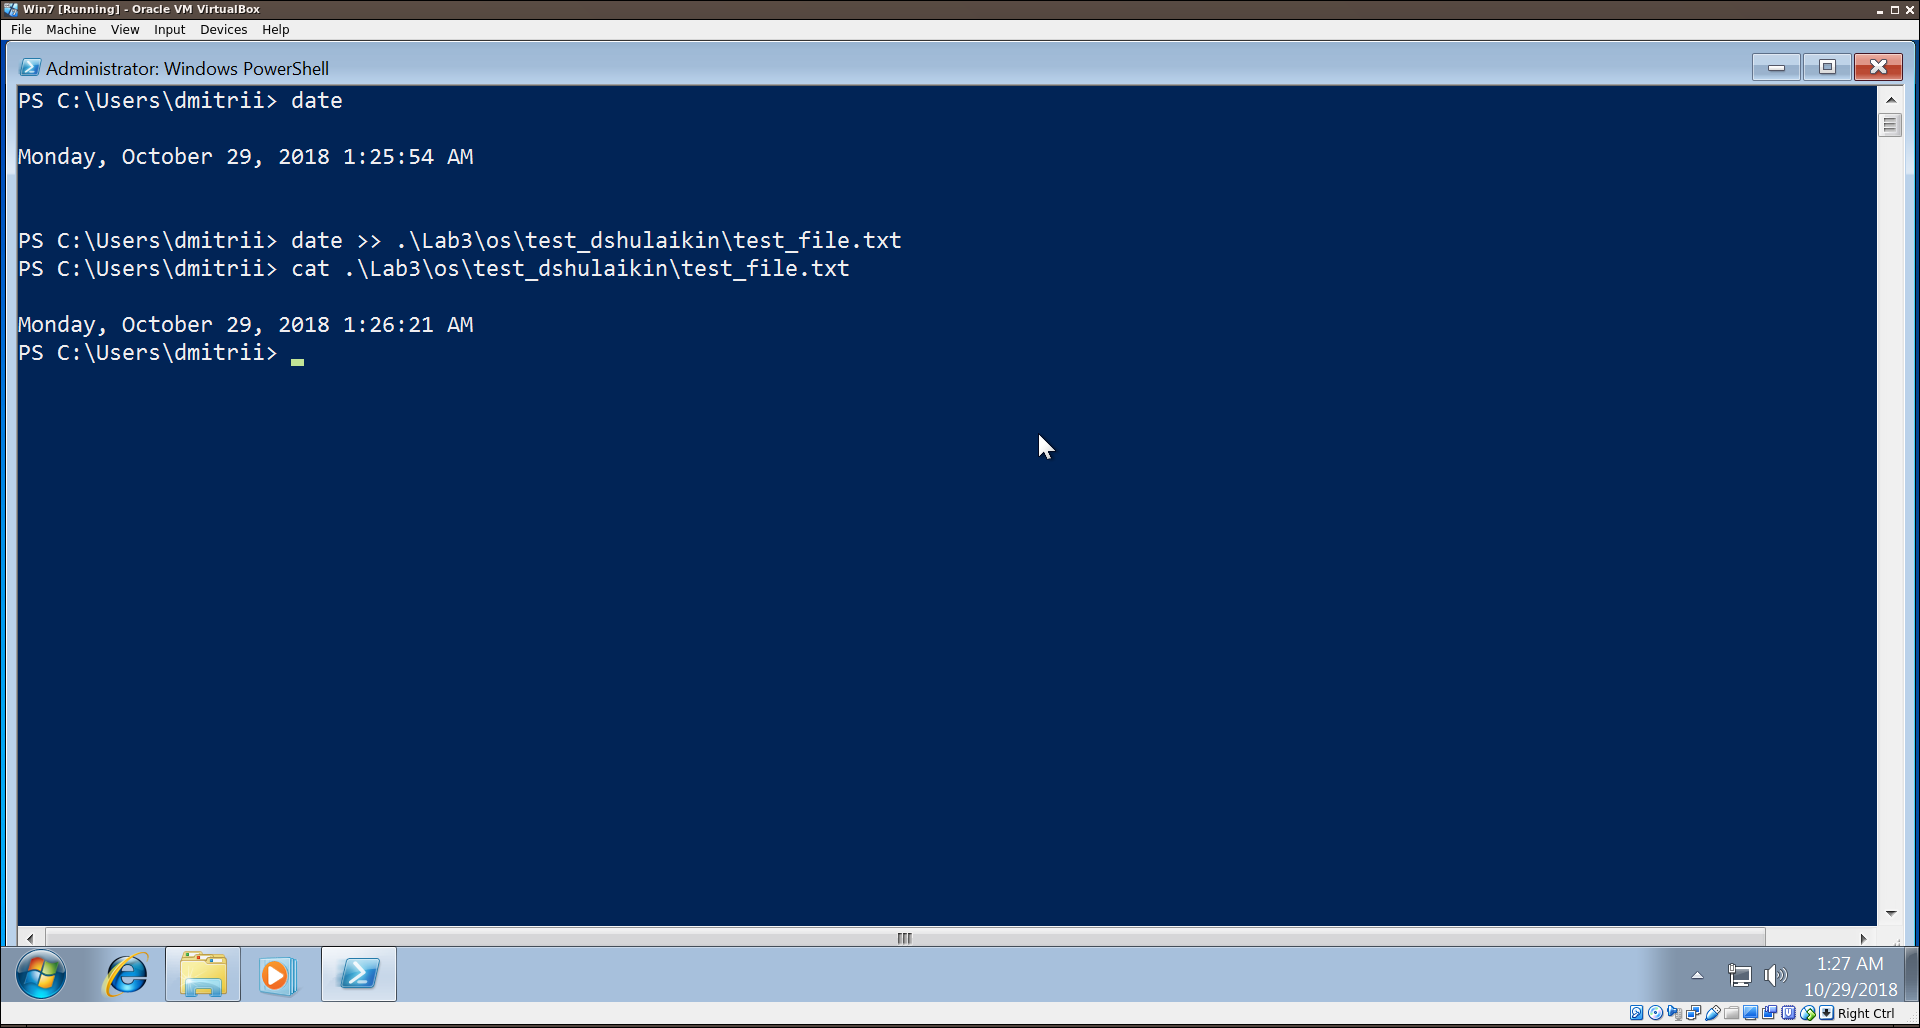 Win7 [Running] - Oracle VM VirtualBox
File Machine View Input Devices Help
Administrator: Windows PowerShell
PS C:\Users\dmitrii> date
Monday, October 29, 2018 1:25:54 AM
PS C:\Users\dmitrii> date >> .\Lab3\os\test_dshulaikin\test_file.txt
PS C:\Users\dmitrii> cat .\Lab3\os\test_dshulaikin\test_file.txt
Monday, October 29, 2018 1:26:21 AM
PS C:\Users\dmitrii>
1:27 AM
10/29/2018
Right Ctrl